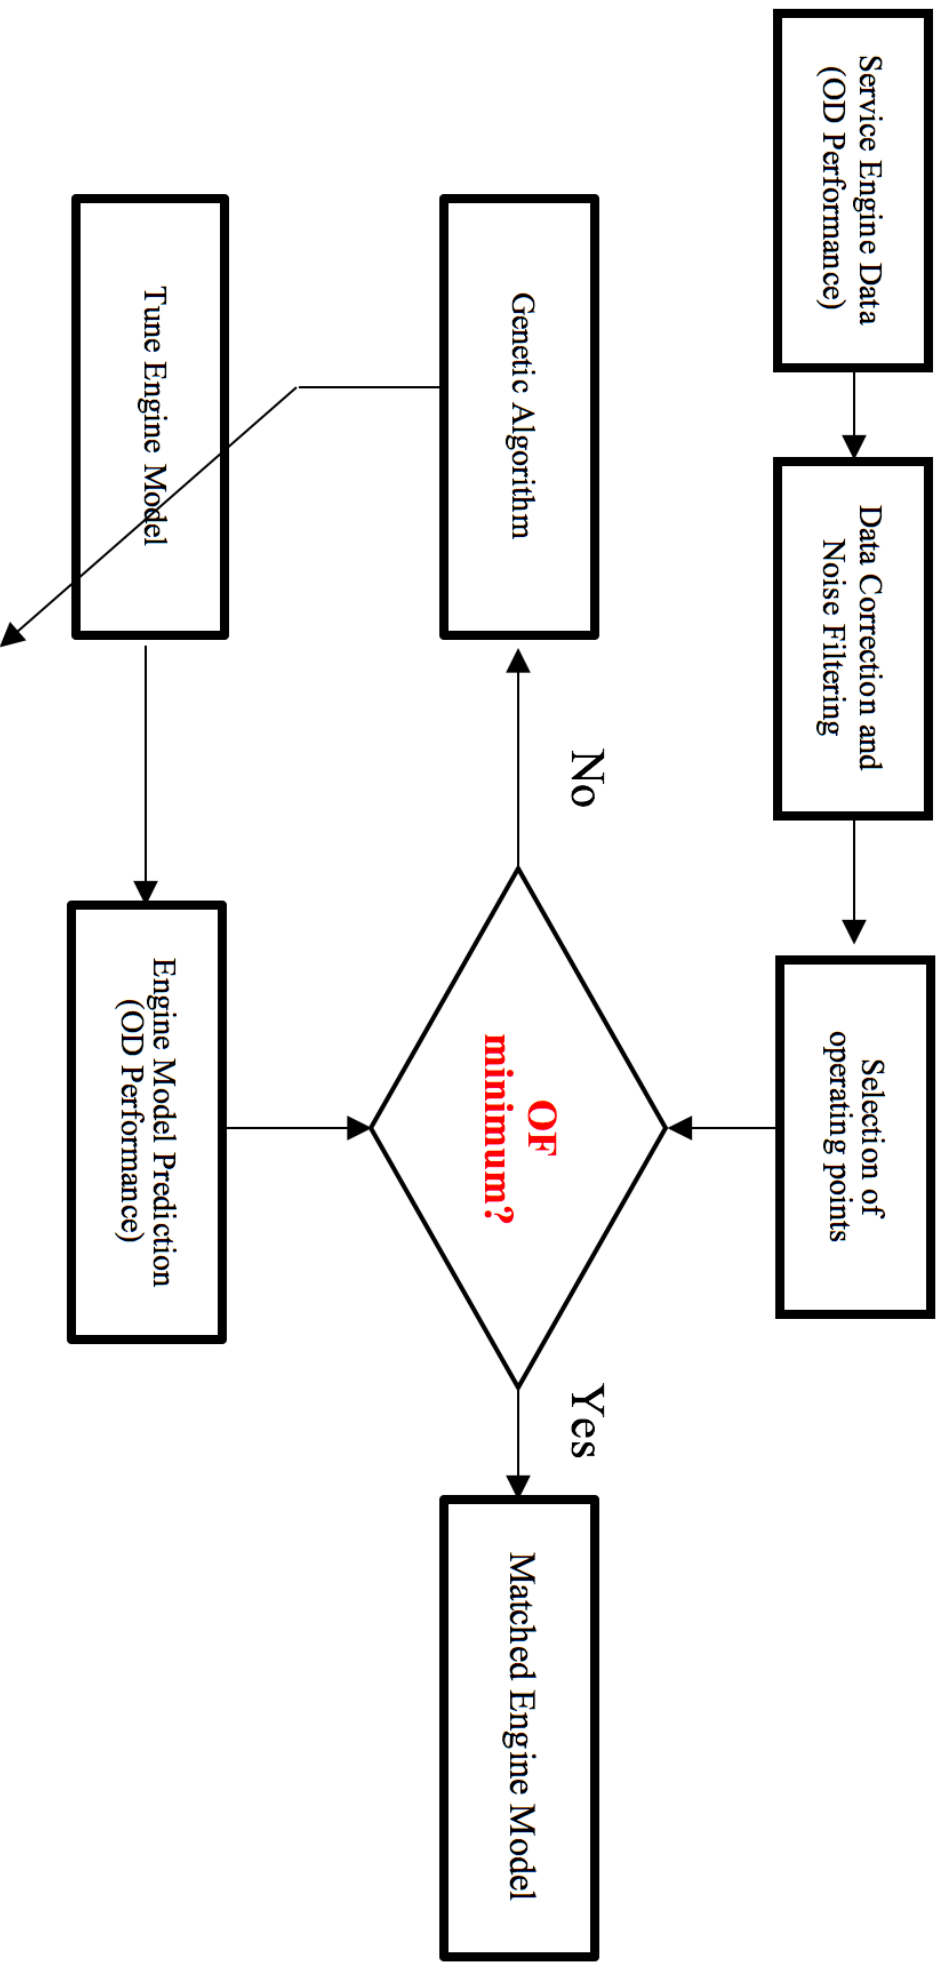 Service Engine Data
(OD Performance)
Data Correction and
Noise Filtering
Selection of
operating points
Genetic Algorithm
No
OF
minimum?
Yes
Matched Engine Model
Tune Engine Model
Engine Model Prediction
(OD Performance)